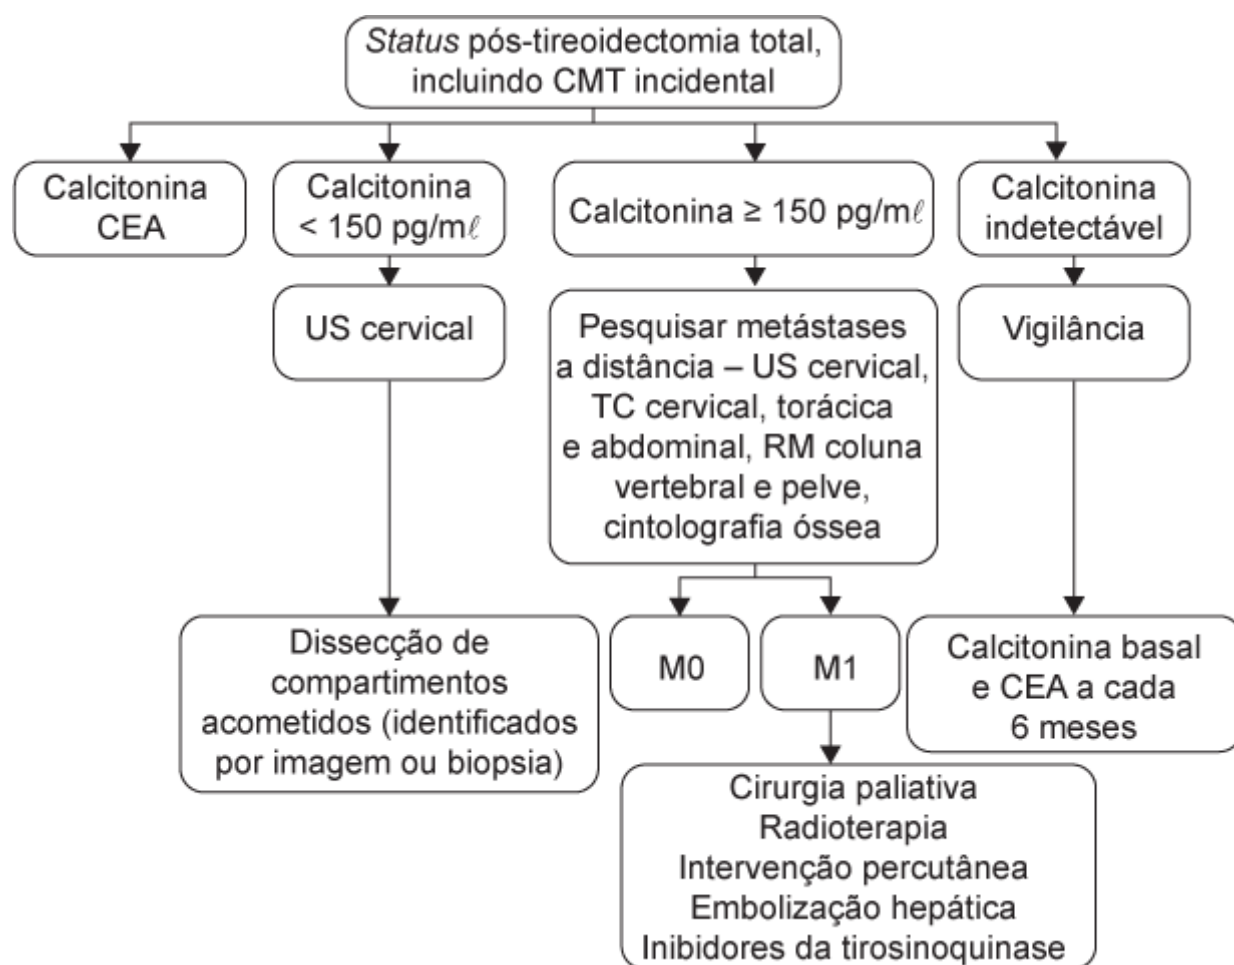 Status pós-tireoidectomia total,
incluindo CMT incidental
Calcitonina
CEA
Calcitonina
< 150 pg/mℓ
Calcitonina ≥ 150 pg/mℓ
Calcitonina
indetectável
US cervical
Pesquisar metástases
a distância – US cervical,
TC cervical, torácica
e abdominal, RM coluna
vertebral e pelve,
cintolografia óssea
Vigilância
Dissecção de
compartimentos
acometidos (identificados
por imagem ou biopsia)
M0
M1
Calcitonina basal
e CEA a cada
6 meses
Cirurgia paliativa
Radioterapia
Intervenção percutânea
Embolização hepática
Inibidores da tirosinoquinase